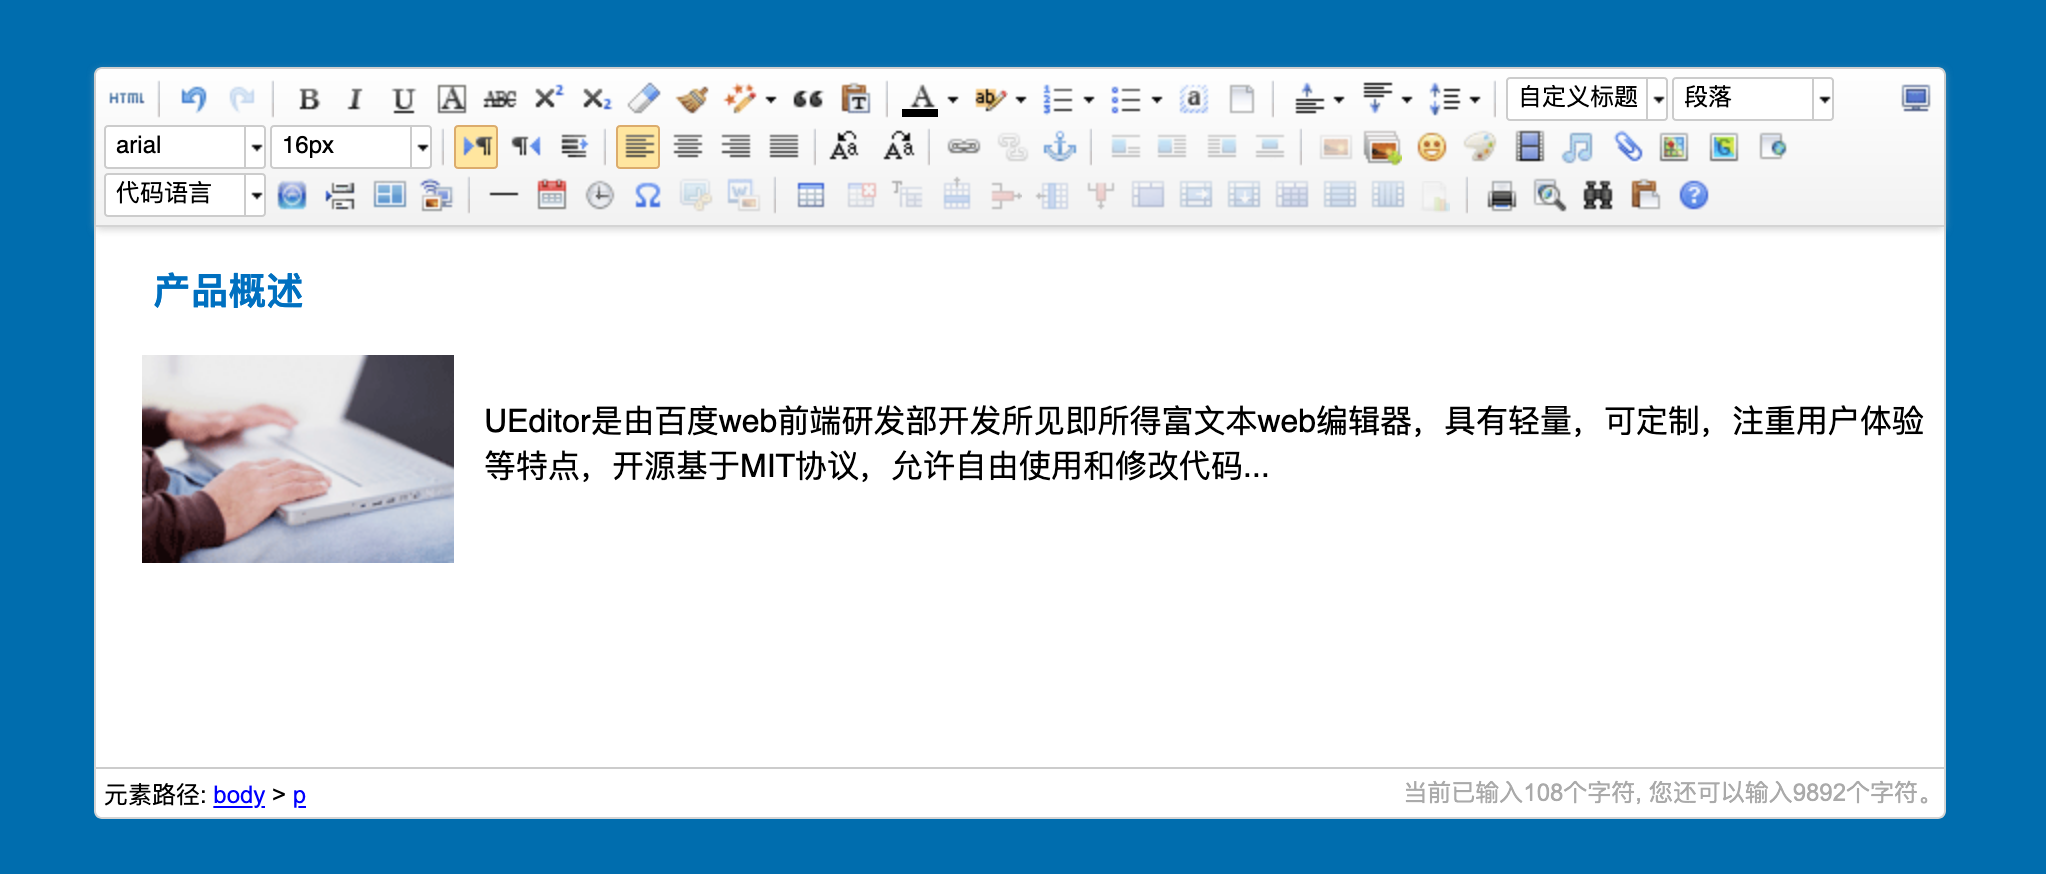 HTML
B I U A ABC X² X₂ A ab
自定义标题 段落
arial 16px
代码语言
产品概述
UEditor是由百度web前端研发部开发所见即所得富文本web编辑器，具有轻量，可定制，注重用户体验
等特点，开源基于MIT协议，允许自由使用和修改代码...
元素路径: body > p
当前已输入108个字符, 您还可以输入9892个字符。